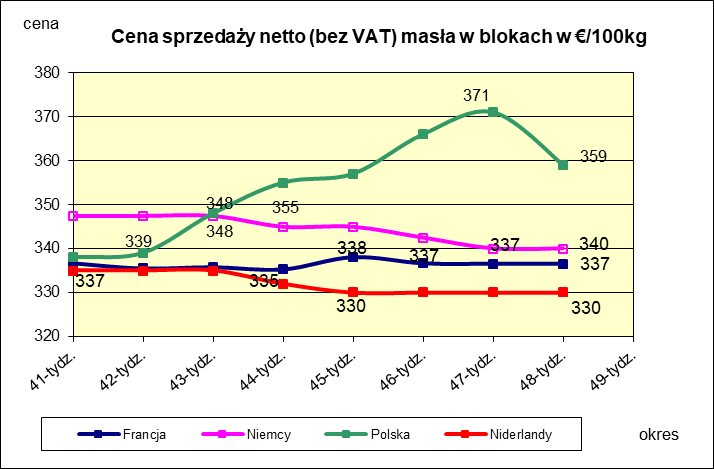 cena
Cena sprzedaży netto (bez VAT) masła w blokach w €/100kg
380
370
360
350
340
330
320
371
359
348
348
355
339
338
337
337
340
337
337
335
330
330
41-tydz.
42-tydz.
43-tydz.
44-tydz.
45-tydz.
46-tydz.
47-tydz.
48-tydz.
49-tydz.
Francja
Niemcy
Polska
Niderlandy
okres